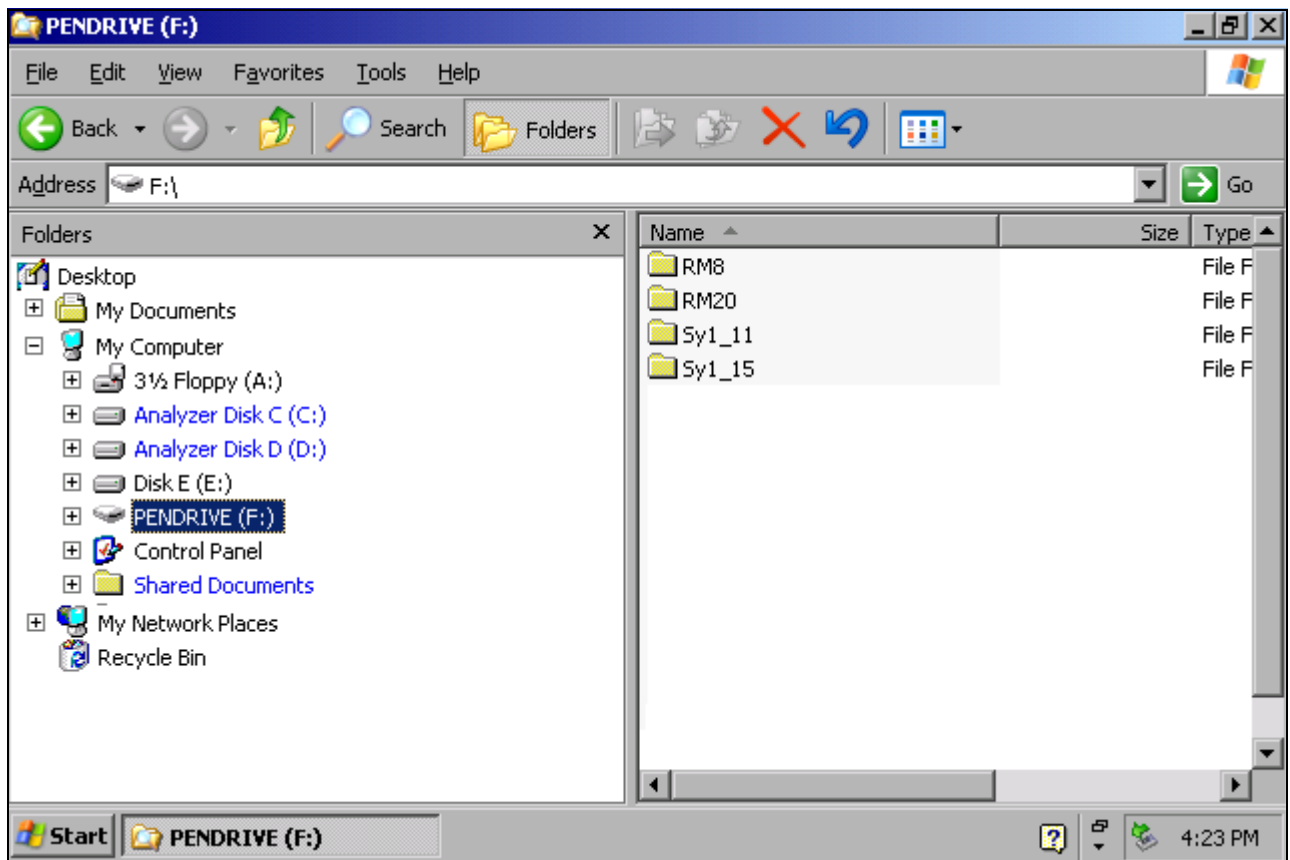 PENDRIVE (F:)
File Edit View Favorites Tools Help
Back Search Folders
Address F:\ Go
Folders
Desktop
My Documents
My Computer
3½ Floppy (A:)
Analyzer Disk C (C:)
Analyzer Disk D (D:)
Disk E (E:)
PENDRIVE (F:)
Control Panel
Shared Documents
My Network Places
Recycle Bin
Name Size Type
RM8 File F
RM20 File F
Sy1_11 File F
Sy1_15 File F
Start PENDRIVE (F:) 4:23 PM